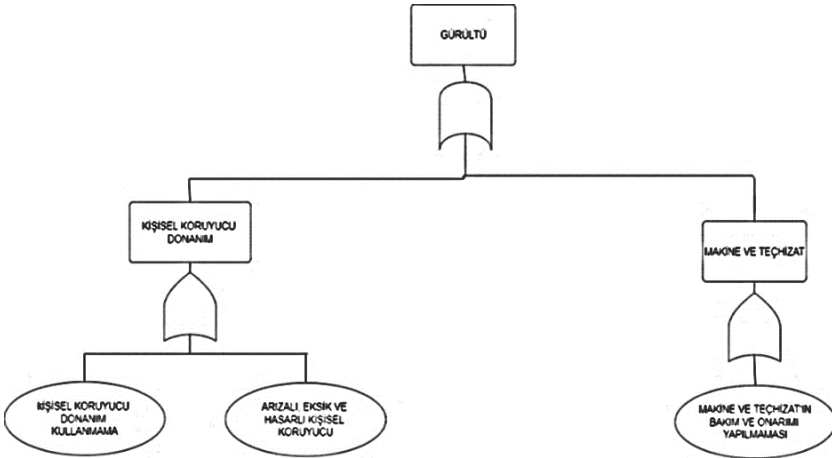 GÜRÜLTÜ
KİŞİSEL KORUYUCU
DONANIM
MAKİNE VE TEÇHİZAT
KİŞİSEL KORUYUCU
DONANIM
KULLANMAMA
ARIZALI, EKSİK VE
HASARLI KİŞİSEL
KORUYUCU
MAKİNE VE TEÇHİZAT'IN
BAKIM VE ONARIMI
YAPILMAMASI